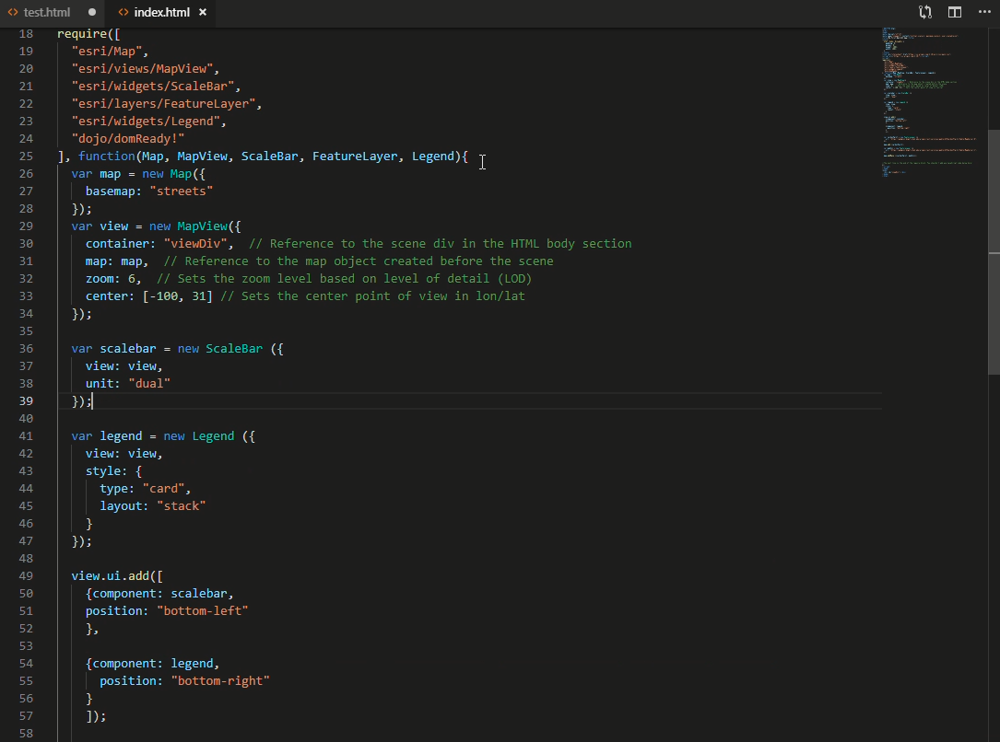 test.html index.html
18 require([
19 "esri/Map",
20 "esri/views/MapView",
21 "esri/widgets/ScaleBar",
22 "esri/layers/FeatureLayer",
23 "esri/widgets/Legend",
24 "dojo/domReady!"
25 ], function(Map, MapView, ScaleBar, FeatureLayer, Legend){
26 var map = new Map({
27 basemap: "streets"
28 });
29 var view = new MapView({
30 container: "viewDiv",  // Reference to the scene div in the HTML body section
31 map: map,  // Reference to the map object created before the scene
32 zoom: 6,  // Sets the zoom level based on level of detail (LOD)
33 center: [-100, 31] // Sets the center point of view in lon/lat
34 });
35
36 var scalebar = new ScaleBar ({
37 view: view,
38 unit: "dual"
39 });
40
41 var legend = new Legend ({
42 view: view,
43 style: {
44 type: "card",
45 layout: "stack"
46 }
47 });
48
49 view.ui.add([
50 {component: scalebar,
51 position: "bottom-left"
52 },
53
54 {component: legend,
55 position: "bottom-right"
56 }
57 ]);
58